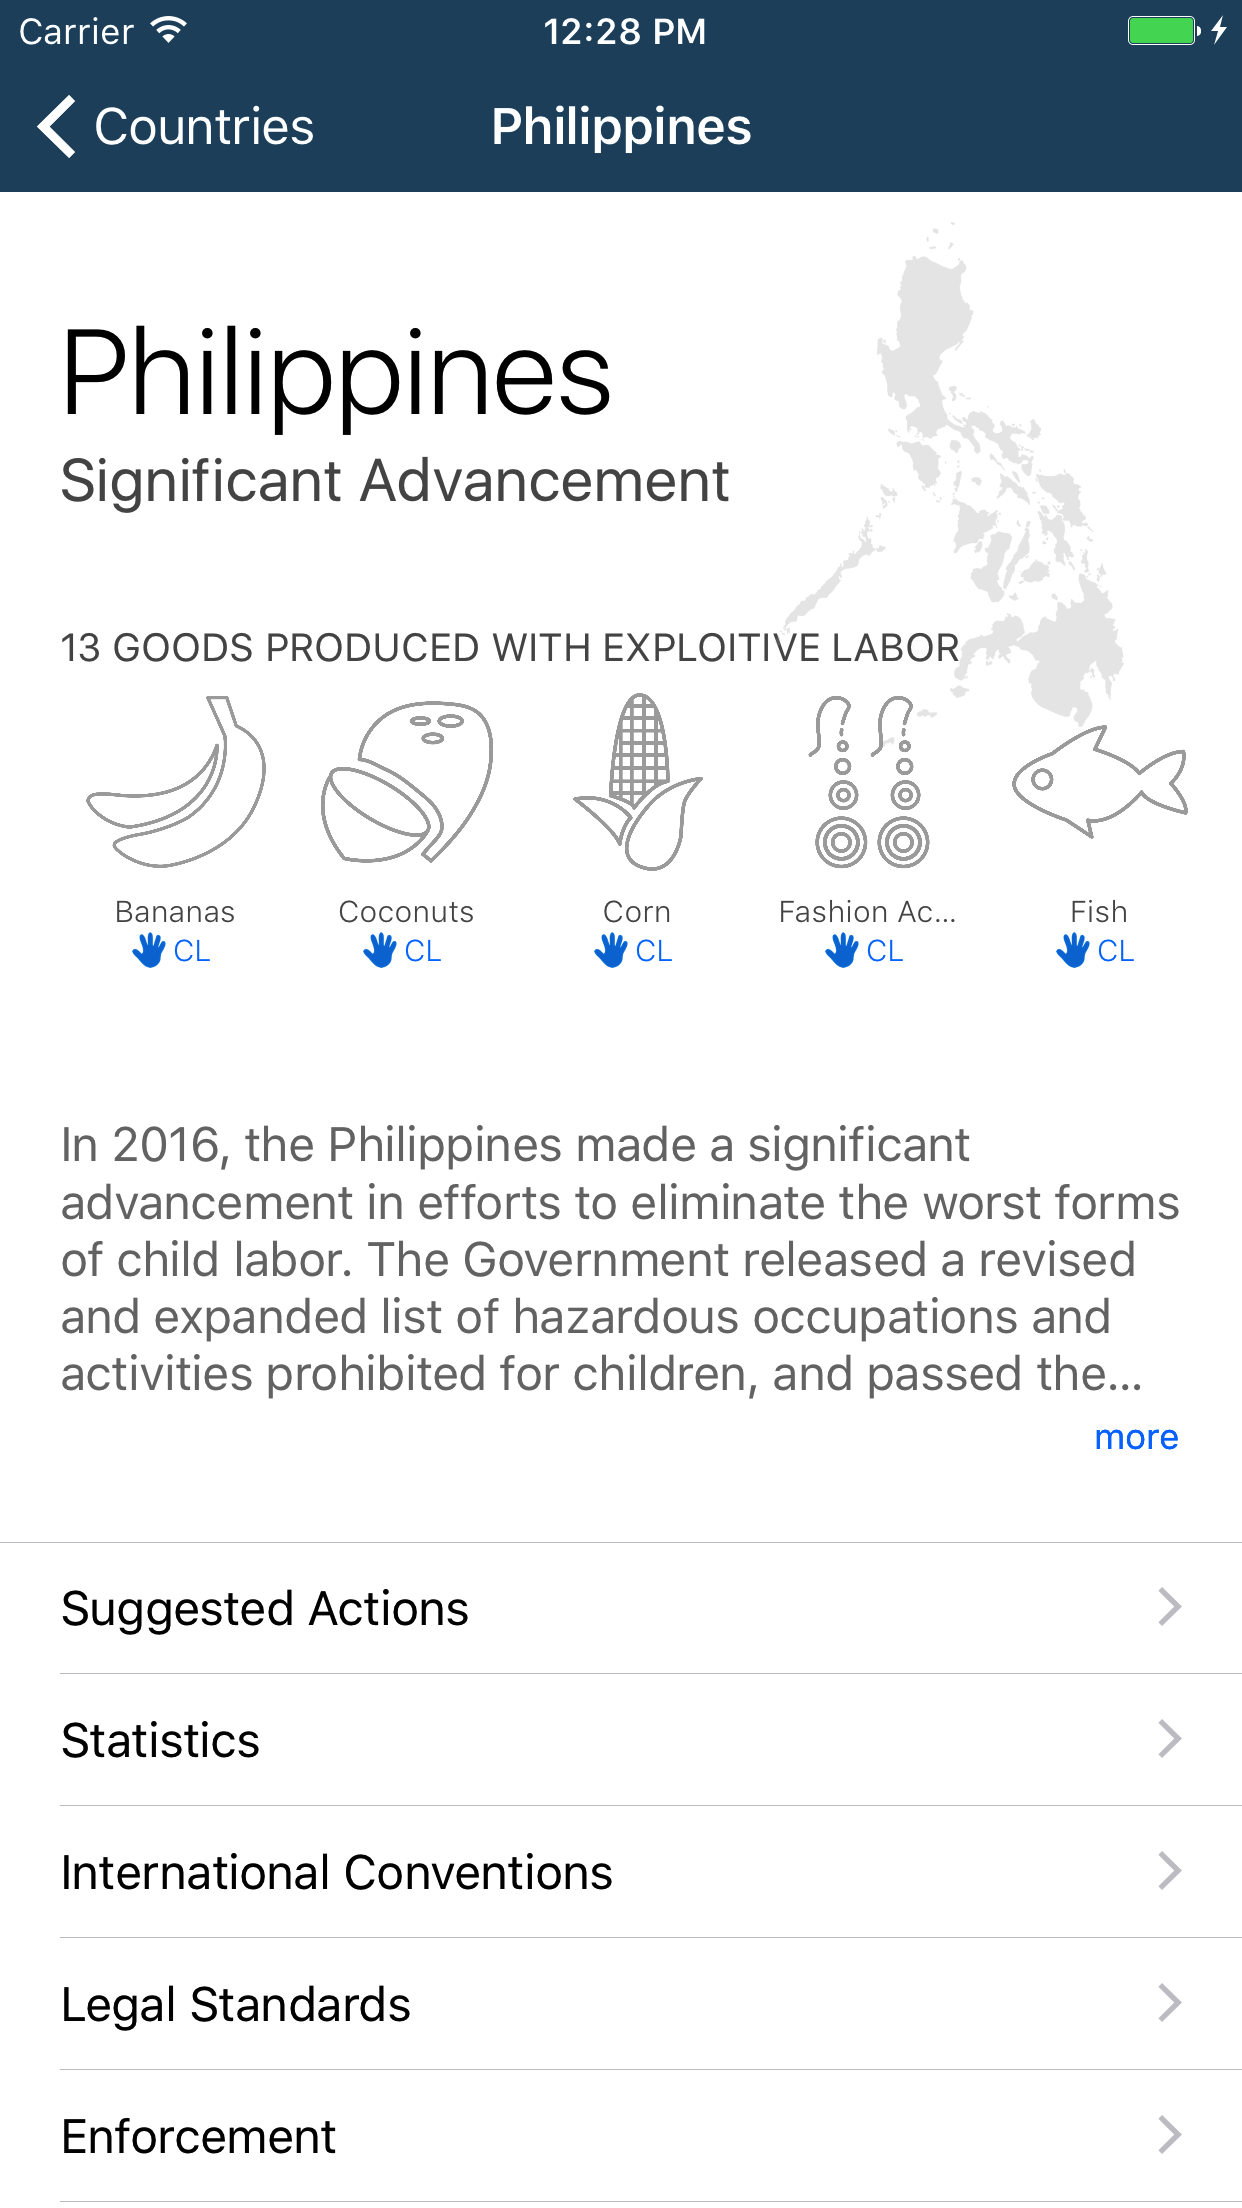 Carrier 12:28 PM
Countries Philippines
Philippines
Significant Advancement
13 GOODS PRODUCED WITH EXPLOITIVE LABOR
Bananas Coconuts Corn Fashion Ac... Fish
CL CL CL CL CL
In 2016, the Philippines made a significant
advancement in efforts to eliminate the worst forms
of child labor. The Government released a revised
and expanded list of hazardous occupations and
activities prohibited for children, and passed the...
more
Suggested Actions
Statistics
International Conventions
Legal Standards
Enforcement